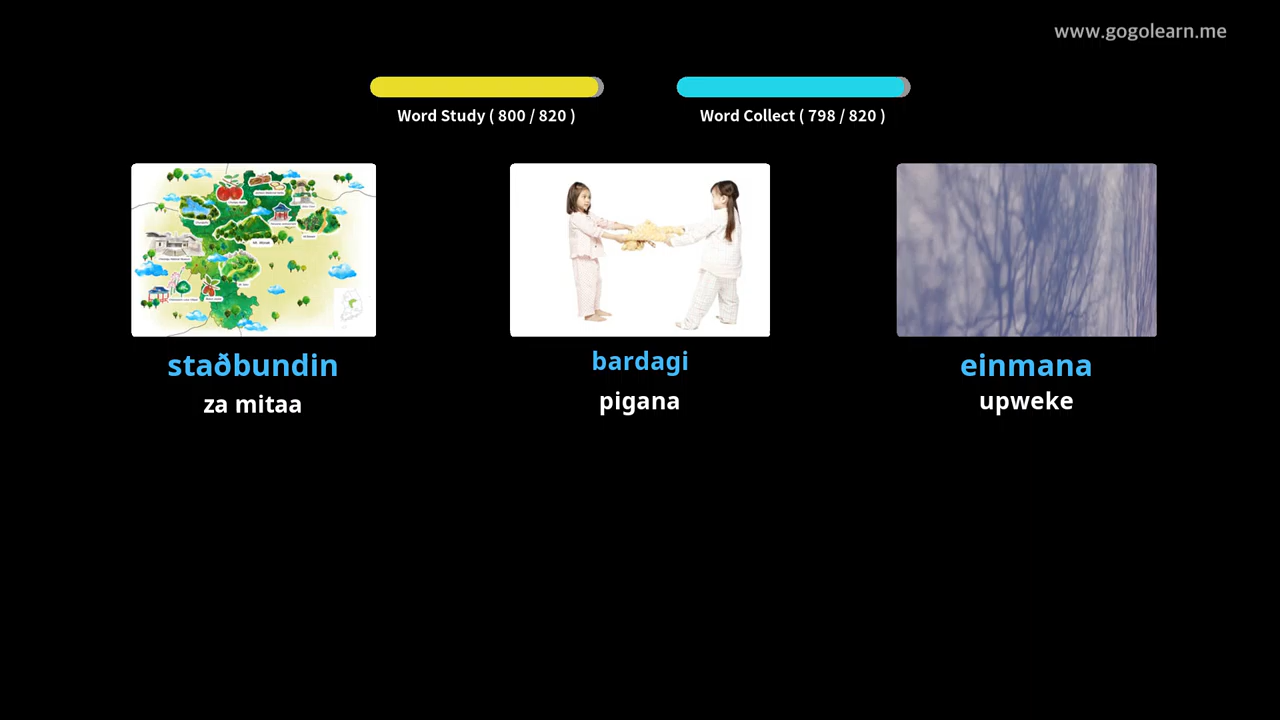 www.gogolearn.me
Word Study ( 800 / 820 )
Word Collect ( 798 / 820 )
staðbundin
bardagi
einmana
za mitaa
pigana
upweke